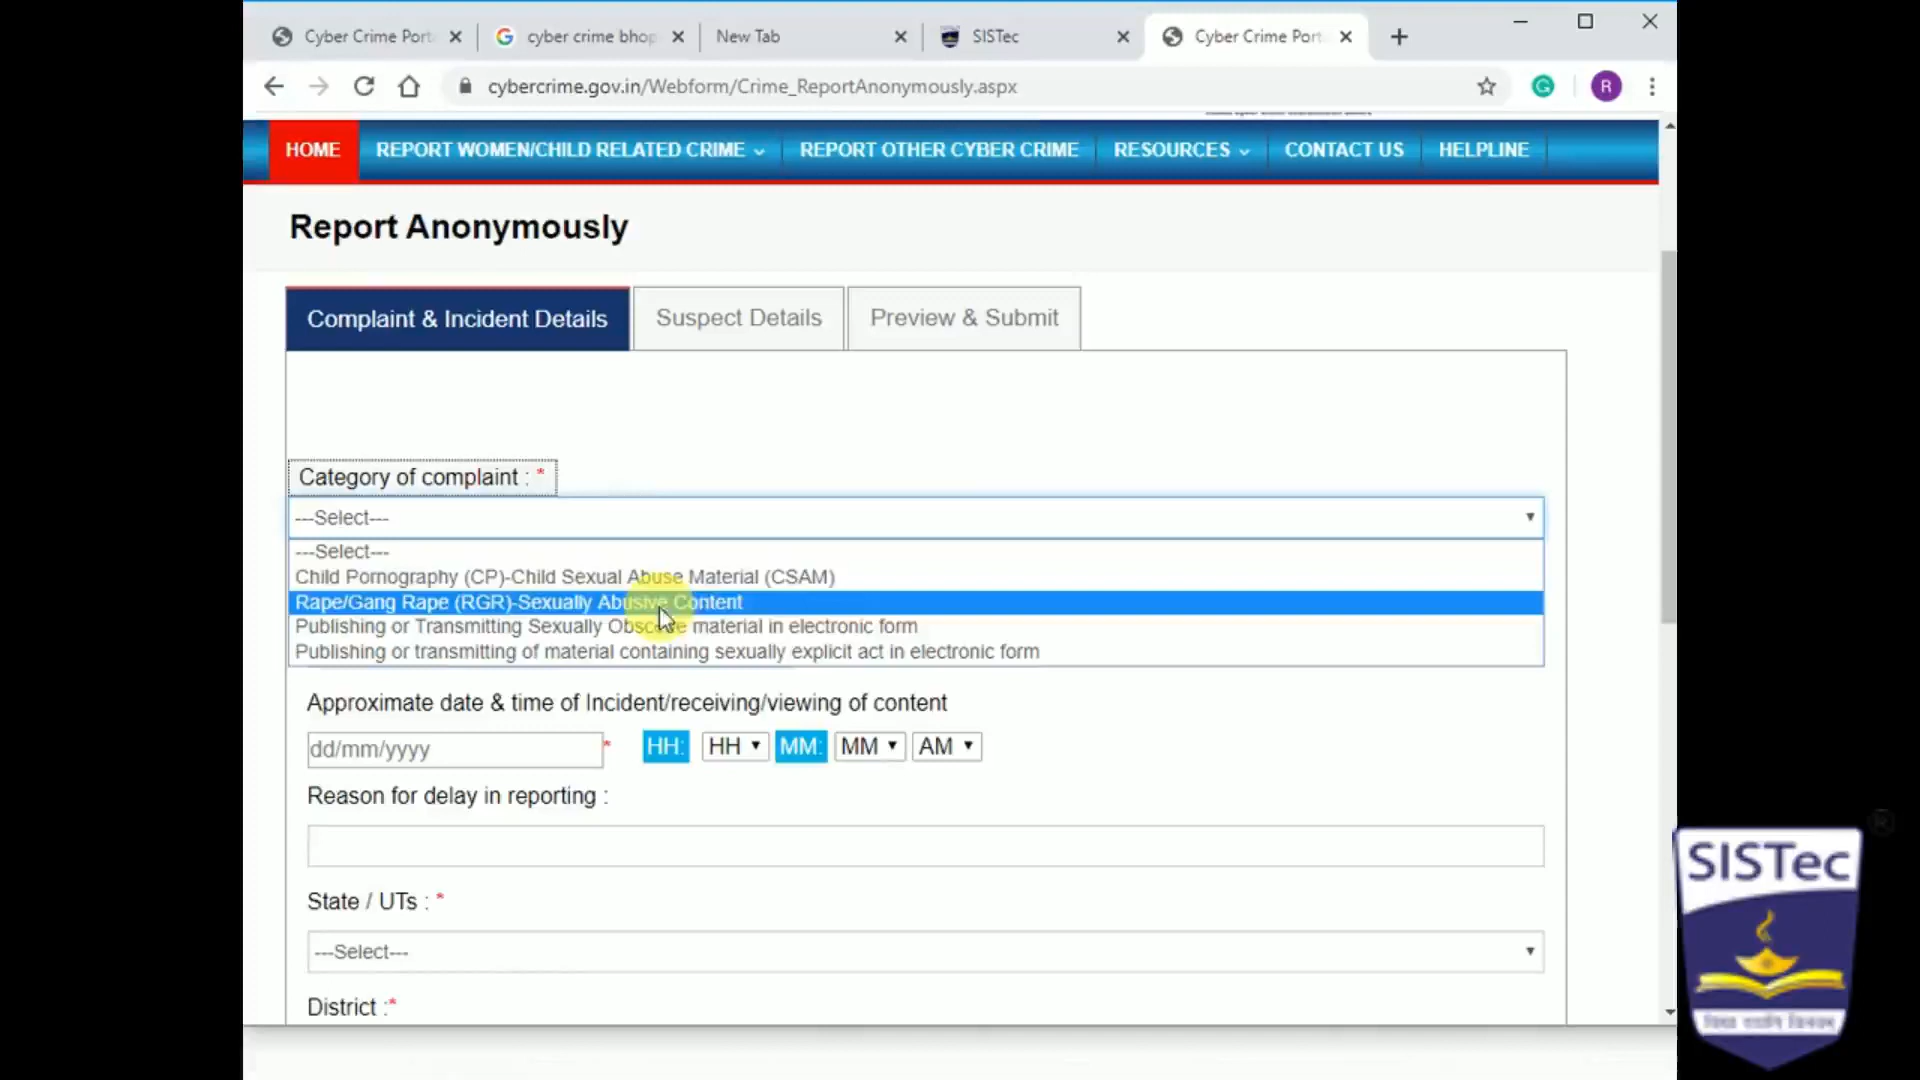 Cyber Crime Port
cyber crime bhop
New Tab
SISTec
Cyber Crime Port
cybercrime.gov.in/Webform/Crime_ReportAnonymously.aspx
G
R
HOME
REPORT WOMEN/CHILD RELATED CRIME
REPORT OTHER CYBER CRIME
RESOURCES
CONTACT US
HELPLINE
Report Anonymously
Complaint & Incident Details
Suspect Details
Preview & Submit
Category of complaint : *
---Select---
---Select---
Child Pornography (CP)-Child Sexual Abuse Material (CSAM)
Rape/Gang Rape (RGR)-Sexually Abusive Content
Publishing or Transmitting Sexually Obscene material in electronic form
Publishing or transmitting of material containing sexually explicit act in electronic form
Approximate date & time of Incident/receiving/viewing of content
dd/mm/yyyy * HH: HH MM: MM AM
Reason for delay in reporting :
State / UTs : *
---Select---
District :*
SISTec
®